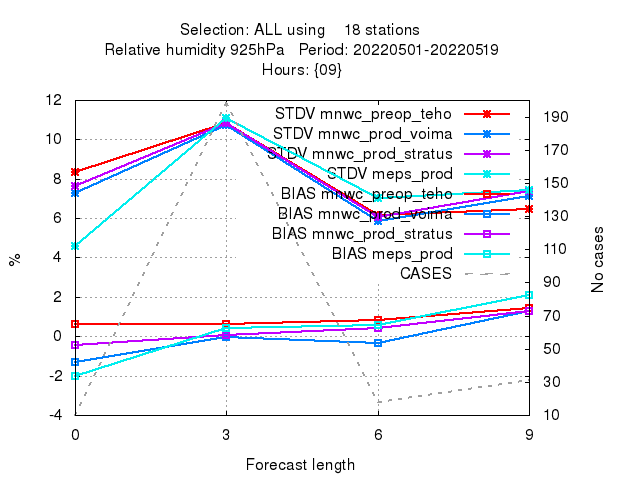 Selection: ALL using 18 stations
Relative humidity 925hPa Period: 20220501-20220519
Hours: {09}
12
10
8
6
4
2
0
-2
-4
%
STDV mnwc_preop_teho
STDV mnwc_prod_voima
STDV mnwc_prod_stratus
STDV meps_prod
BIAS mnwc_preop_teho
BIAS mnwc_prod_voima
BIAS mnwc_prod_stratus
BIAS meps_prod
CASES
190
170
150
130
110
90
70
50
30
10
No cases
0 3 6 9
Forecast length